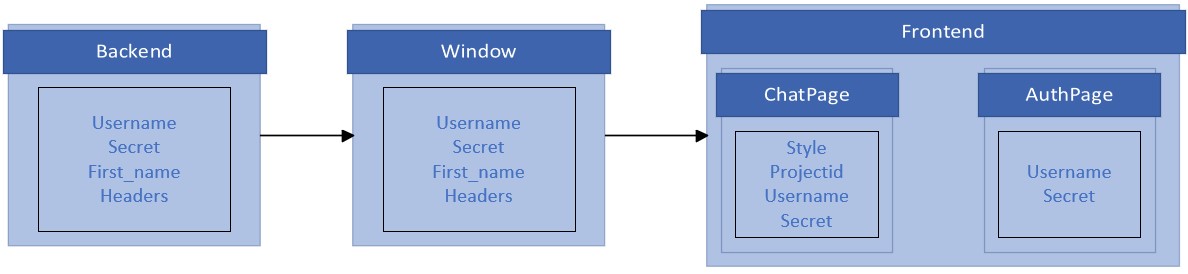 Backend
Username
Secret
First_name
Headers
Window
Username
Secret
First_name
Headers
Frontend
ChatPage
Style
Projectid
Username
Secret
AuthPage
Username
Secret